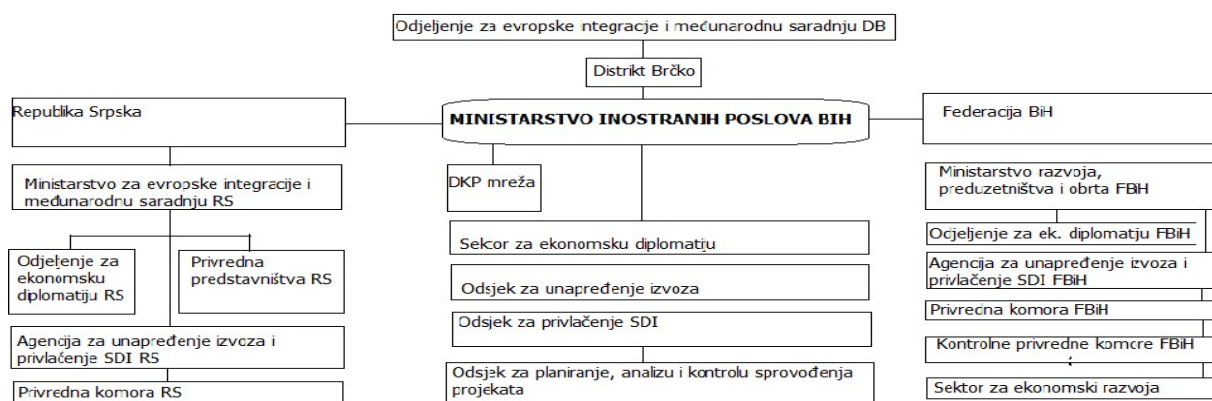 Odjeljenje za evropske integracje i međunarodnu saradnju DB
Distrikt Brčko
Republika Srpska
MINISTARSTVO INOSTRANIH POSLOVA BIH
Federacija BiH
Ministarstvo za evropske integracije i
međunarodnu saradnju RS
DKP mreža
Ministarstvo razvoja,
preduzetništva i obrta FBiH
Odjeljenje za
ekonomsku
diplomatiju RS
Privredna
predstavništva RS
Sektor za ekonomsku diplomatiju
Odjeljenje za ek. diplomatju FBiH
Odsjek za unapređenje izvoza
Agencija za unapređenje izvoza i
privlačenje SDI FBiH
Odsjek za privlačenje SDI
Privredna komora FBiH
Agencija za unapređenje izvoza i
privlačenje SDI RS
Kontrolne privredne komore FBiH
Privredna komora RS
Odsjek za planiranje, analizu i kontrolu sprovođenja
projekata
Sektor za ekonomski razvoja